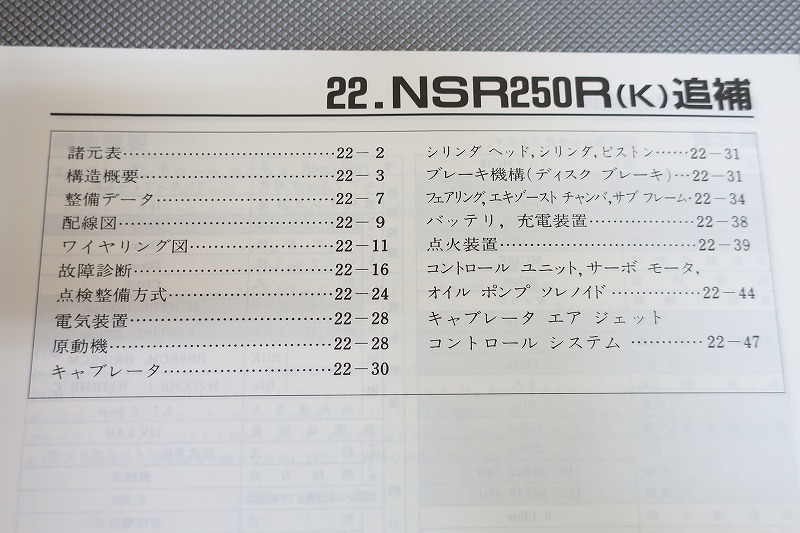 22.NSR250R(K)追補
諸元表……………………………22－2
構造概要…………………………22－3
整備データ………………………22－7
配線図……………………………22－9
ワイヤリング図…………………22－11
故障診断…………………………22－16
点検整備方式……………………22－24
電気装置…………………………22－28
原動機……………………………22－28
キャブレータ……………………22－30
シリンダ ヘッド,シリンダ,ピストン……22－31
ブレーキ機構(ディスク ブレーキ)…22－31
フェアリング,エキゾースト チャンバ,サブ フレーム‥22－34
バッテリ, 充電装置……………22－38
点火装置…………………………22－39
コントロール ユニット,サーボ モータ,
オイル ポンプ ソレノイド…………22－44
キャブレータ エア ジェット
コントロール システム…………22－47